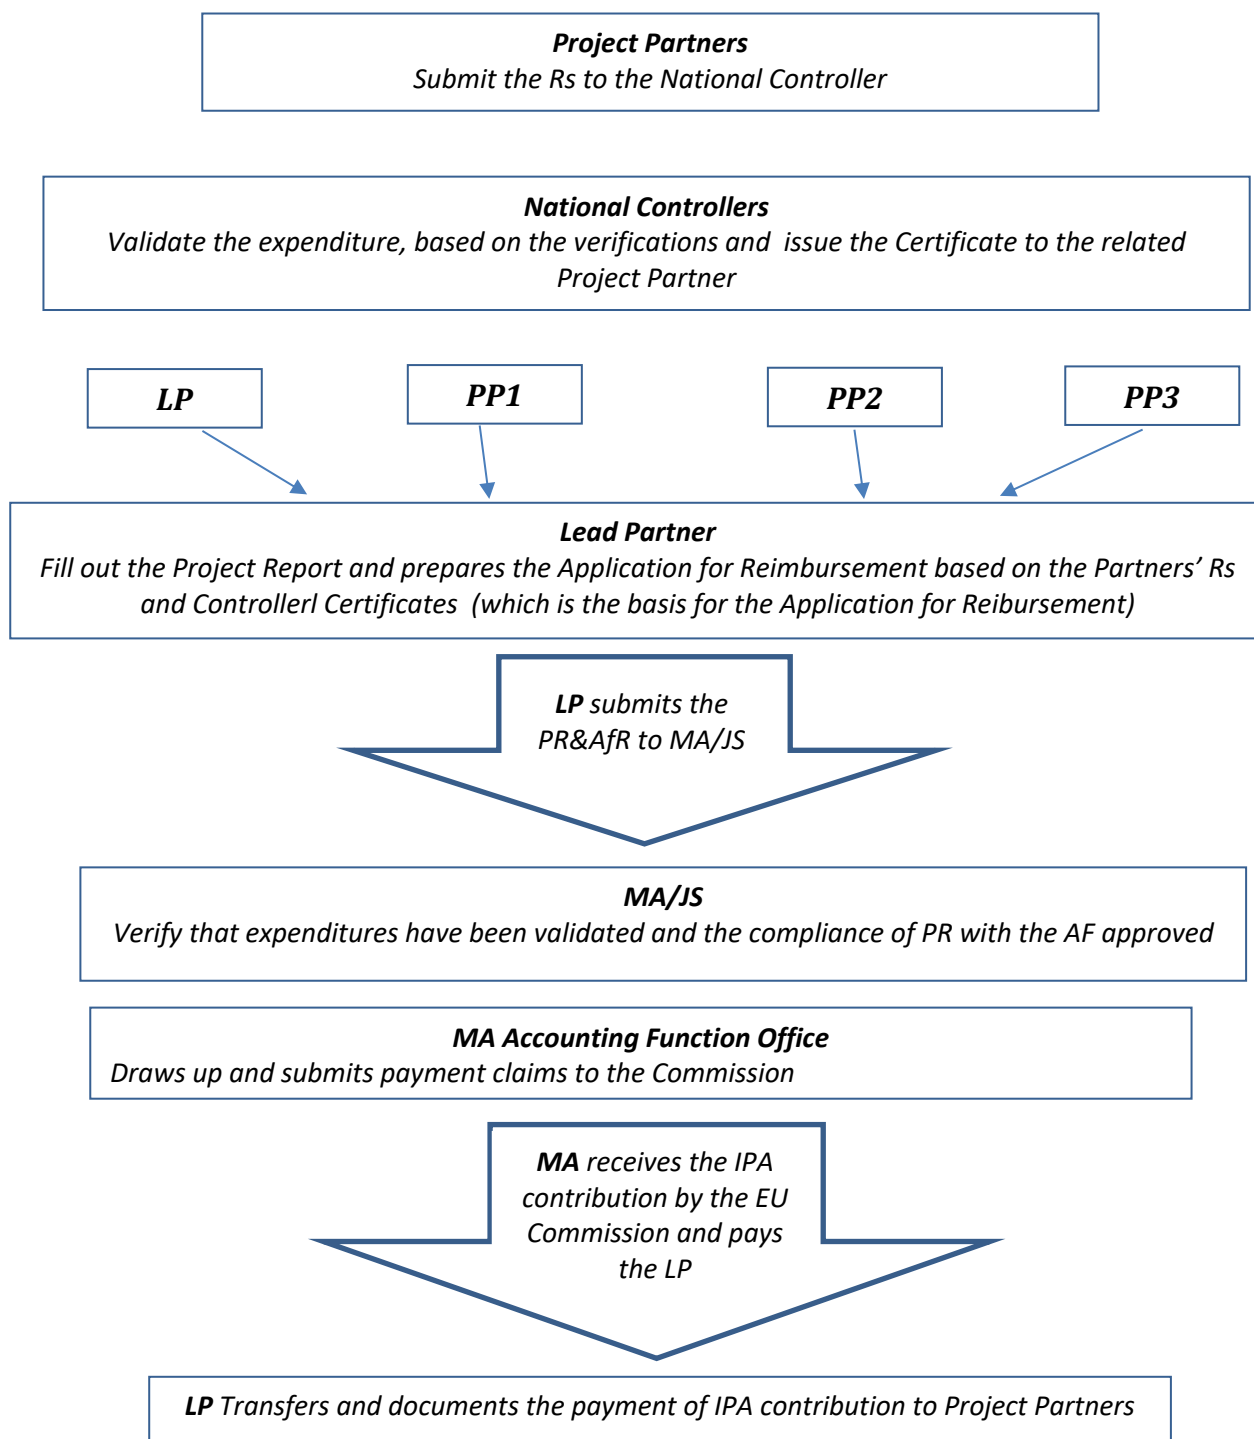 Project Partners
Submit the Rs to the National Controller
National Controllers
Validate the expenditure, based on the verifications and  issue the Certificate to the related
Project Partner
LP
PP1
PP2
PP3
Lead Partner
Fill out the Project Report and prepares the Application for Reimbursement based on the Partners’ Rs
and Controllerl Certificates  (which is the basis for the Application for Reibursement)
LP submits the
PR&AfR to MA/JS
MA/JS
Verify that expenditures have been validated and the compliance of PR with the AF approved
MA Accounting Function Office
Draws up and submits payment claims to the Commission
MA receives the IPA
contribution by the EU
Commission and pays
the LP
LP Transfers and documents the payment of IPA contribution to Project Partners